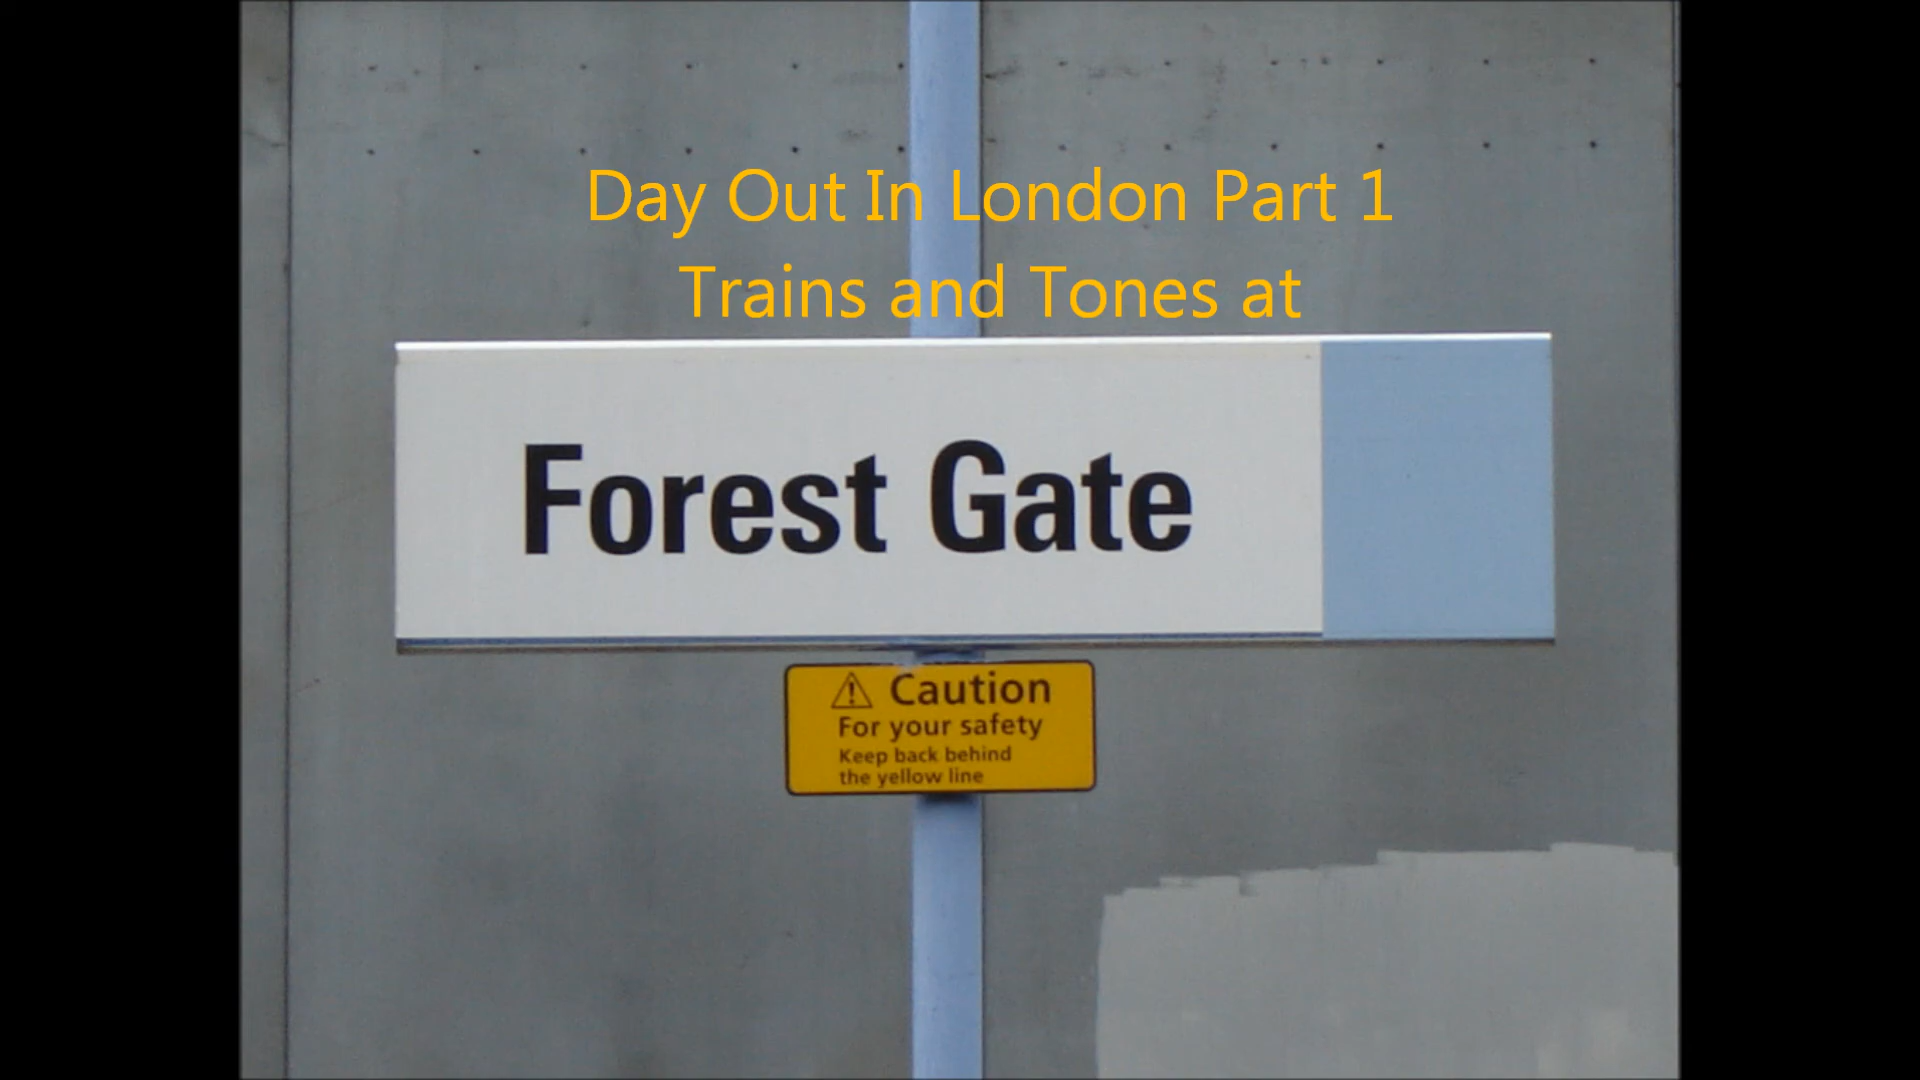 Day Out In London Part 1
Trains and Tones at
Forest Gate
Caution
For your safety
Keep back behind
the yellow line